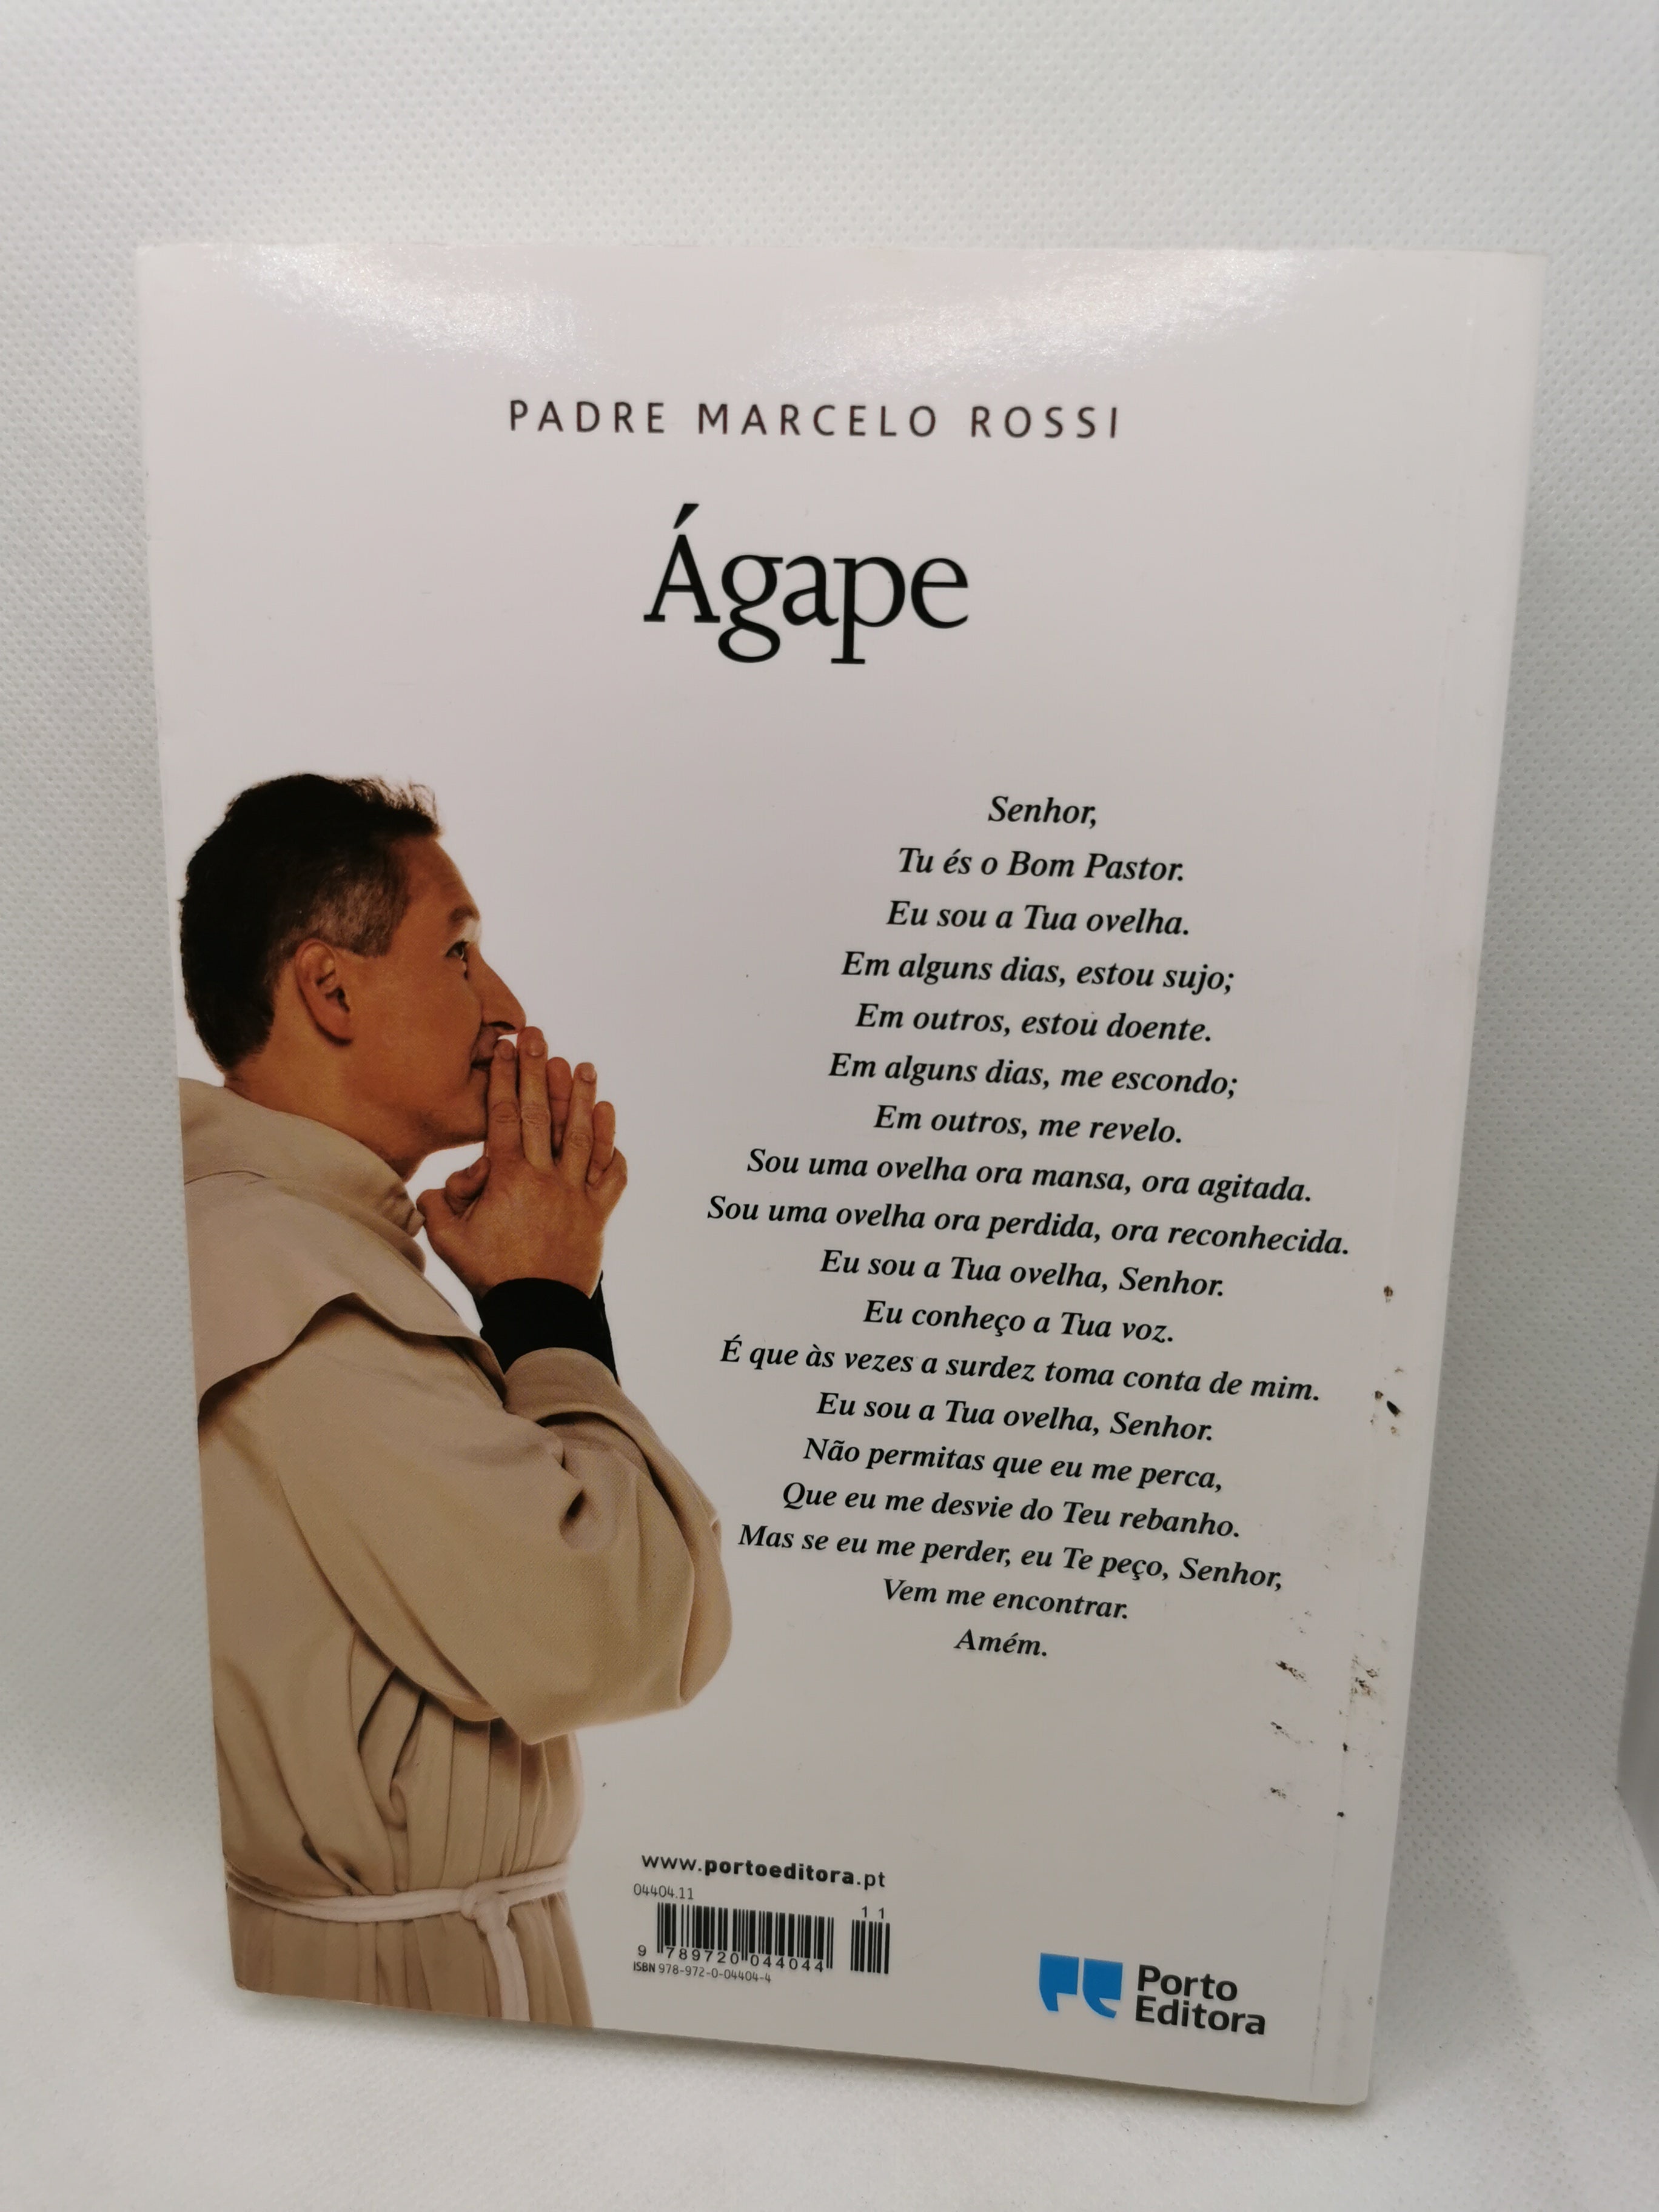 PADRE MARCELO ROSSI
Ágape
Senhor,
Tu és o Bom Pastor.
Eu sou a Tua ovelha.
Em alguns dias, estou sujo;
Em outros, estou doente.
Em alguns dias, me escondo;
Em outros, me revelo.
Sou uma ovelha ora mansa, ora agitada.
Sou uma ovelha ora perdida, ora reconhecida.
Eu sou a Tua ovelha, Senhor.
Eu conheço a Tua voz.
É que às vezes a surdez toma conta de mim.
Eu sou a Tua ovelha, Senhor.
Não permitas que eu me perca,
Que eu me desvie do Teu rebanho.
Mas se eu me perder, eu Te peço, Senhor,
Vem me encontrar.
Amém.
www.portoeditora.pt
04404.11
11
9 789720 044044
ISBN 978-972-0-04404-4
Porto
Editora